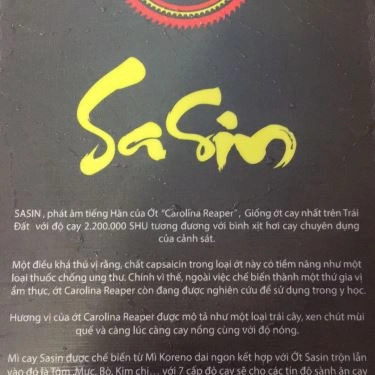 SaSin
SASIN, phát âm tiếng Hàn của Ớt "Carolina Reaper", Giống ớt cay nhất trên Trái
Đất với độ cay 2.200.000 SHU tương đương với bình xịt hơi cay chuyên dụng
của cảnh sát.
Một điều khá thú vị rằng, chất capsaicin trong loại ớt này có tiềm năng như một
loại thuốc chống ung thư. Chính vì thế, ngoài việc chế biến thành một thứ gia vị
ẩm thực, ớt Carolina Reaper còn đang được nghiên cứu để sử dụng trong y học.
Hương vị của ớt Carolina Reaper được mô tả như một loại trái cây, xen chút mùi
quế và càng lúc càng cay nồng cùng với độ nóng.
Mì cay Sasin được chế biến từ Mì Koreno dai ngon kết hợp với Ớt Sasin trộn lẫn
vào đó là Tôm, Mực, Bò, Kim chi... với 7 cấp độ cay sẽ cho các tín đồ sành ăn cay